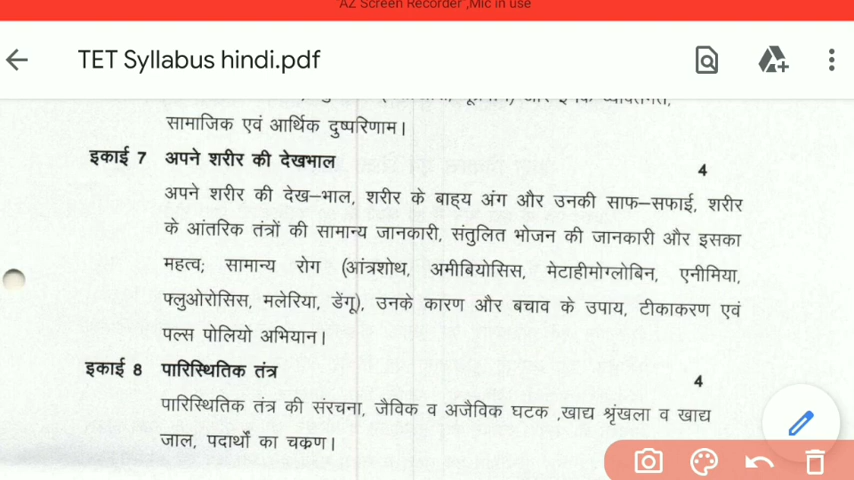 "AZ Screen Recorder",Mic in use
TET Syllabus hindi.pdf
सामाजिक एवं आर्थिक दुष्परिणाम।
इकाई 7 अपने शरीर की देखभाल 4
अपने शरीर की देख–भाल, शरीर के बाह्य अंग और उनकी साफ–सफाई, शरीर
के आंतरिक तंत्रों की सामान्य जानकारी, संतुलित भोजन की जानकारी और इसका
महत्व; सामान्य रोग (आंत्रशोथ, अमीबियोसिस, मेटाहीमोग्लोबिन, एनीमिया,
फ्लुओरोसिस, मलेरिया, डेंगू), उनके कारण और बचाव के उपाय, टीकाकरण एवं
पल्स पोलियो अभियान।
इकाई 8 पारिस्थितिक तंत्र 4
पारिस्थितिक तंत्र की संरचना, जैविक व अजैविक घटक ,खाद्य श्रृंखला व खाद्य
जाल, पदार्थों का चक्रण।